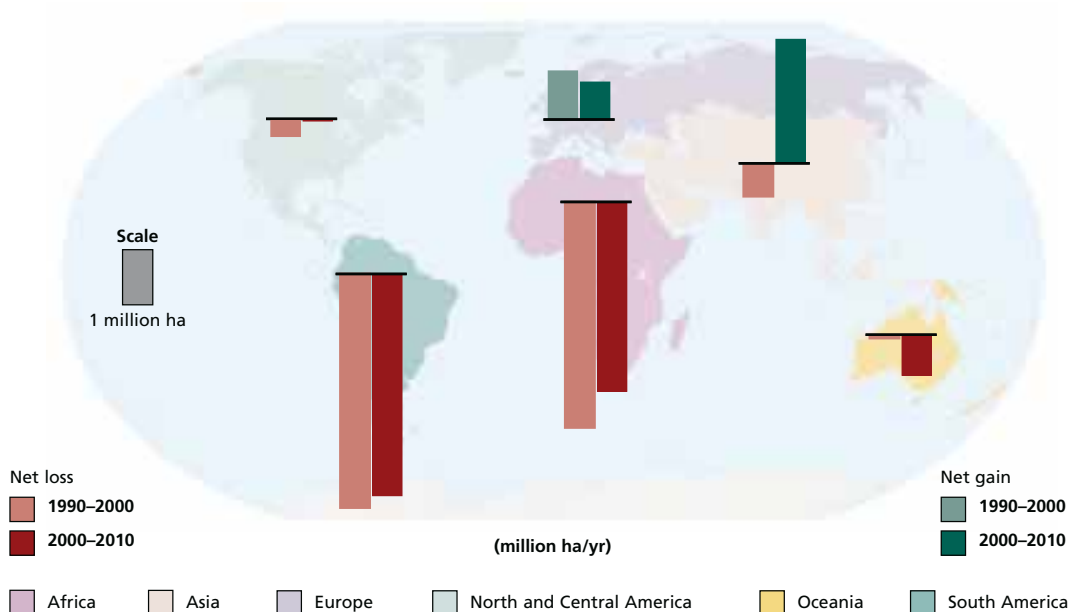 Scale
1 million ha
Net loss
1990–2000
2000–2010
(million ha/yr)
Net gain
1990–2000
2000–2010
Africa
Asia
Europe
North and Central America
Oceania
South America